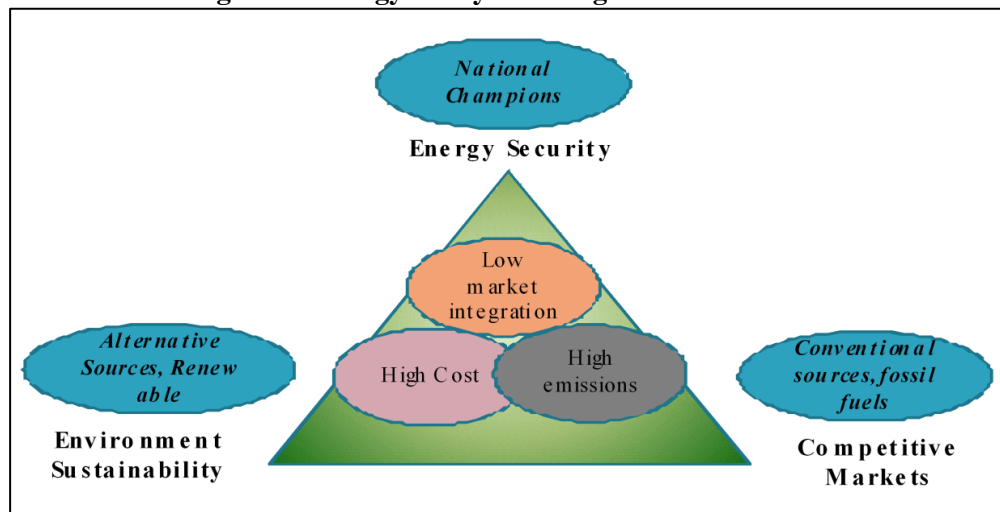 National
Champions
Energy Security
Low
market
integration
High Cost
High
emissions
Alternative
Sources, Renew
able
Environment
Sustainability
Conventional
sources, fossil
fuels
Competitive
Markets